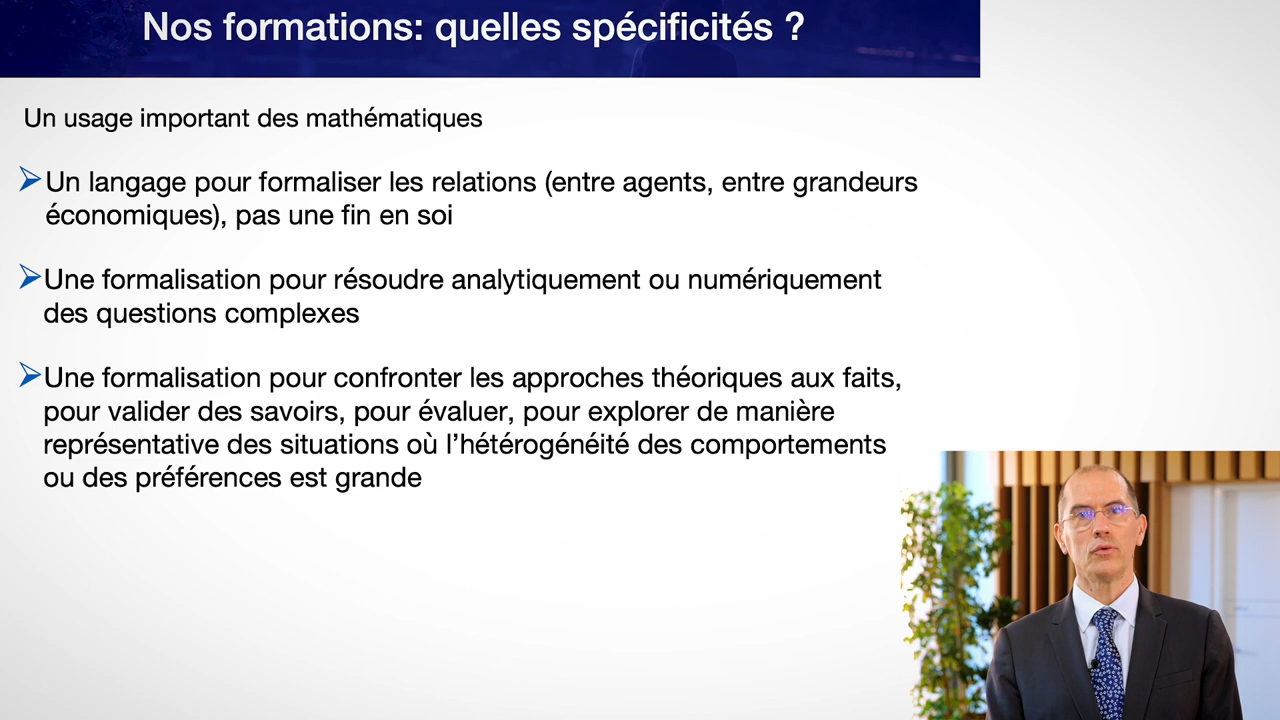 Nos formations: quelles spécificités ?
Un usage important des mathématiques
Un langage pour formaliser les relations (entre agents, entre grandeurs
économiques), pas une fin en soi
Une formalisation pour résoudre analytiquement ou numériquement
des questions complexes
Une formalisation pour confronter les approches théoriques aux faits,
pour valider des savoirs, pour évaluer, pour explorer de manière
représentative des situations où l’hétérogénéité des comportements
ou des préférences est grande